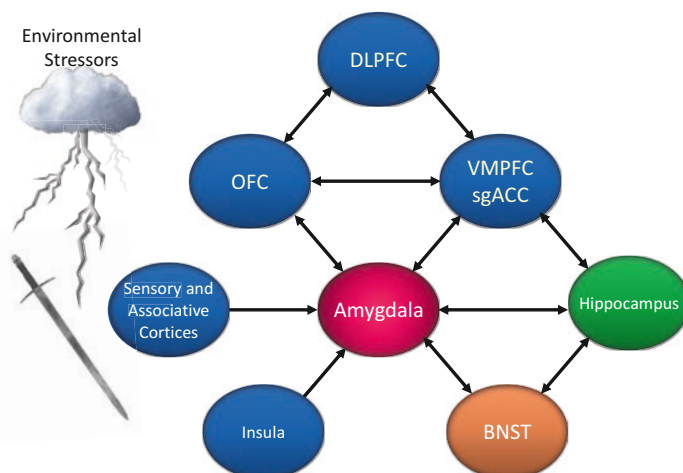 Environmental
Stressors
DLPFC
OFC
VMPFC
sgACC
Sensory and
Associative
Cortices
Amygdala
Hippocampus
Insula
BNST